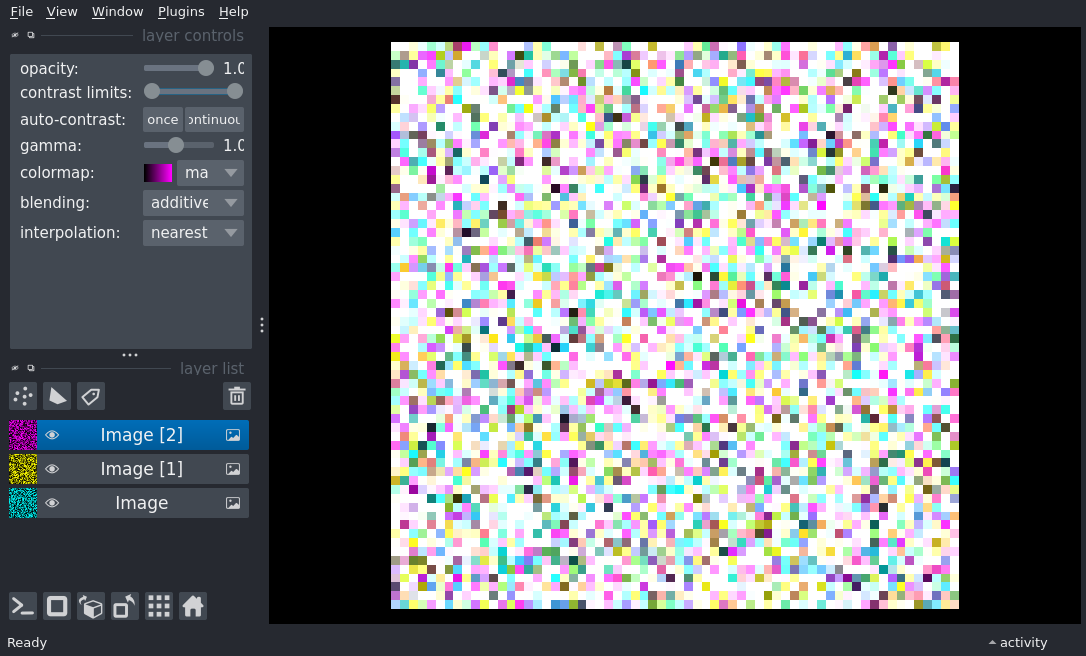 File View Window Plugins Help
layer controls
opacity: 1.0
contrast limits:
auto-contrast: once ontinuou
gamma: 1.0
colormap: ma
blending: additive
interpolation: nearest
layer list
Image [2]
Image [1]
Image
Ready activity